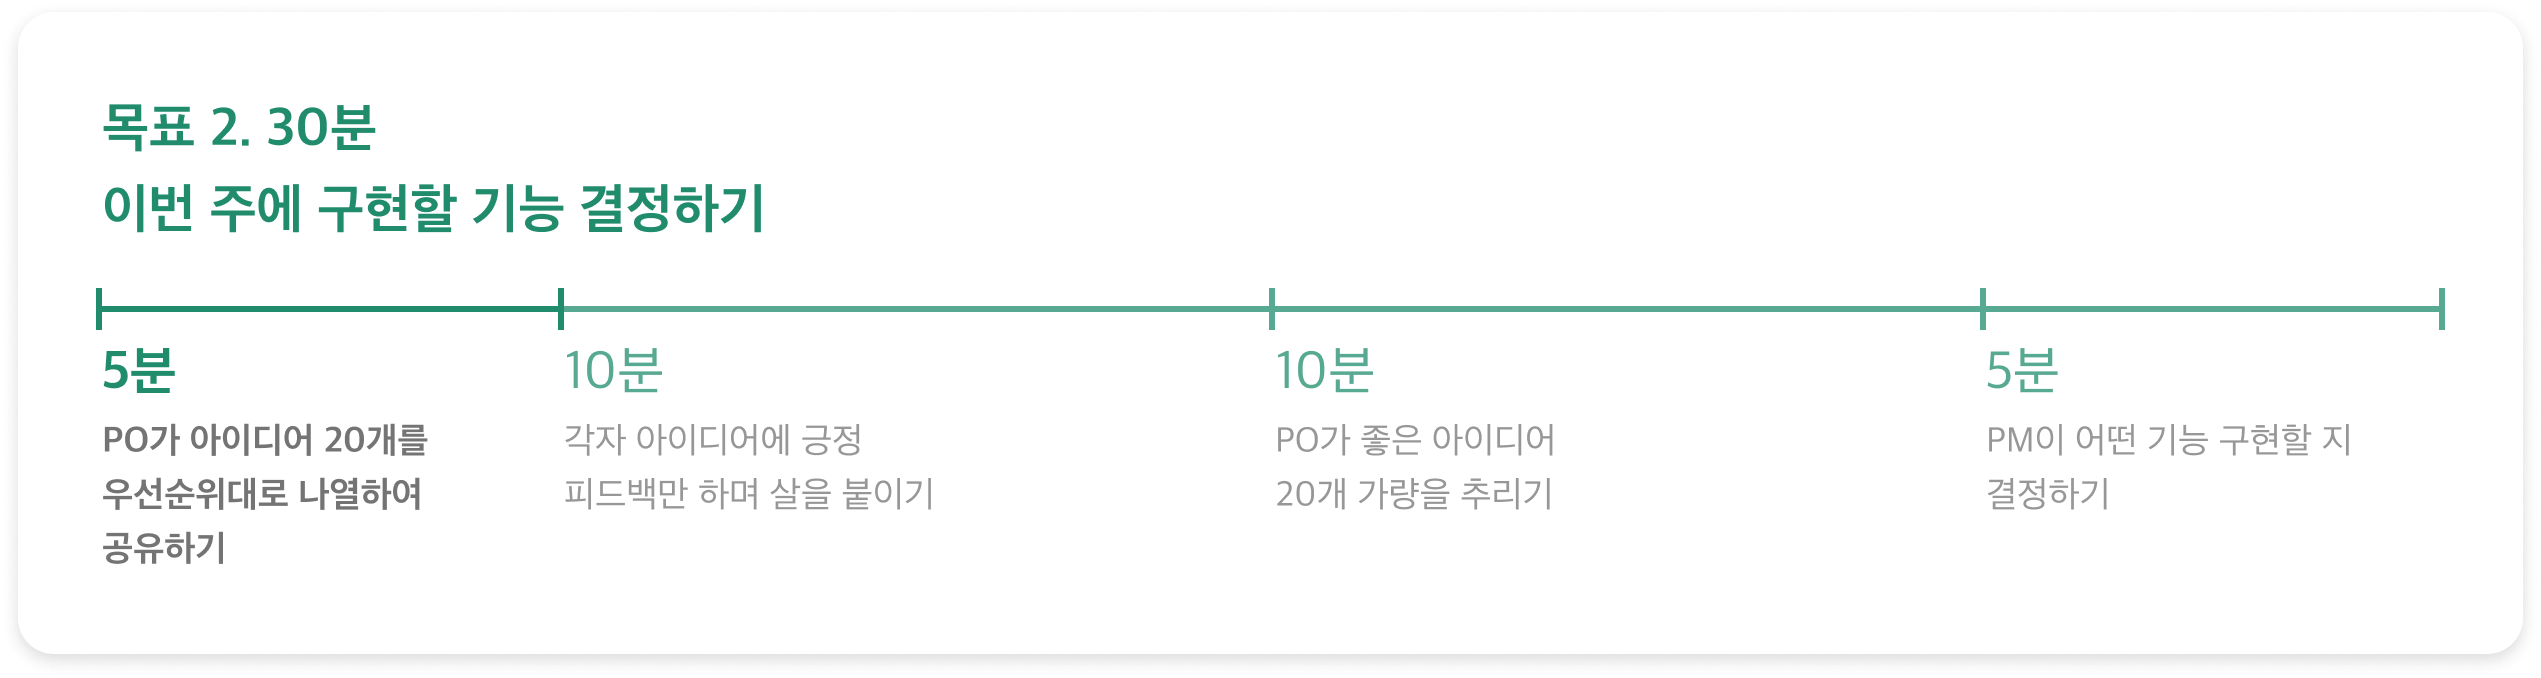 목표 2. 30분
이번 주에 구현할 기능 결정하기
5분
PO가 아이디어 20개를
우선순위대로 나열하여
공유하기
10분
각자 아이디어에 긍정
피드백만 하며 살을 붙이기
10분
PO가 좋은 아이디어
20개 가량을 추리기
5분
PM이 어떤 기능 구현할 지
결정하기